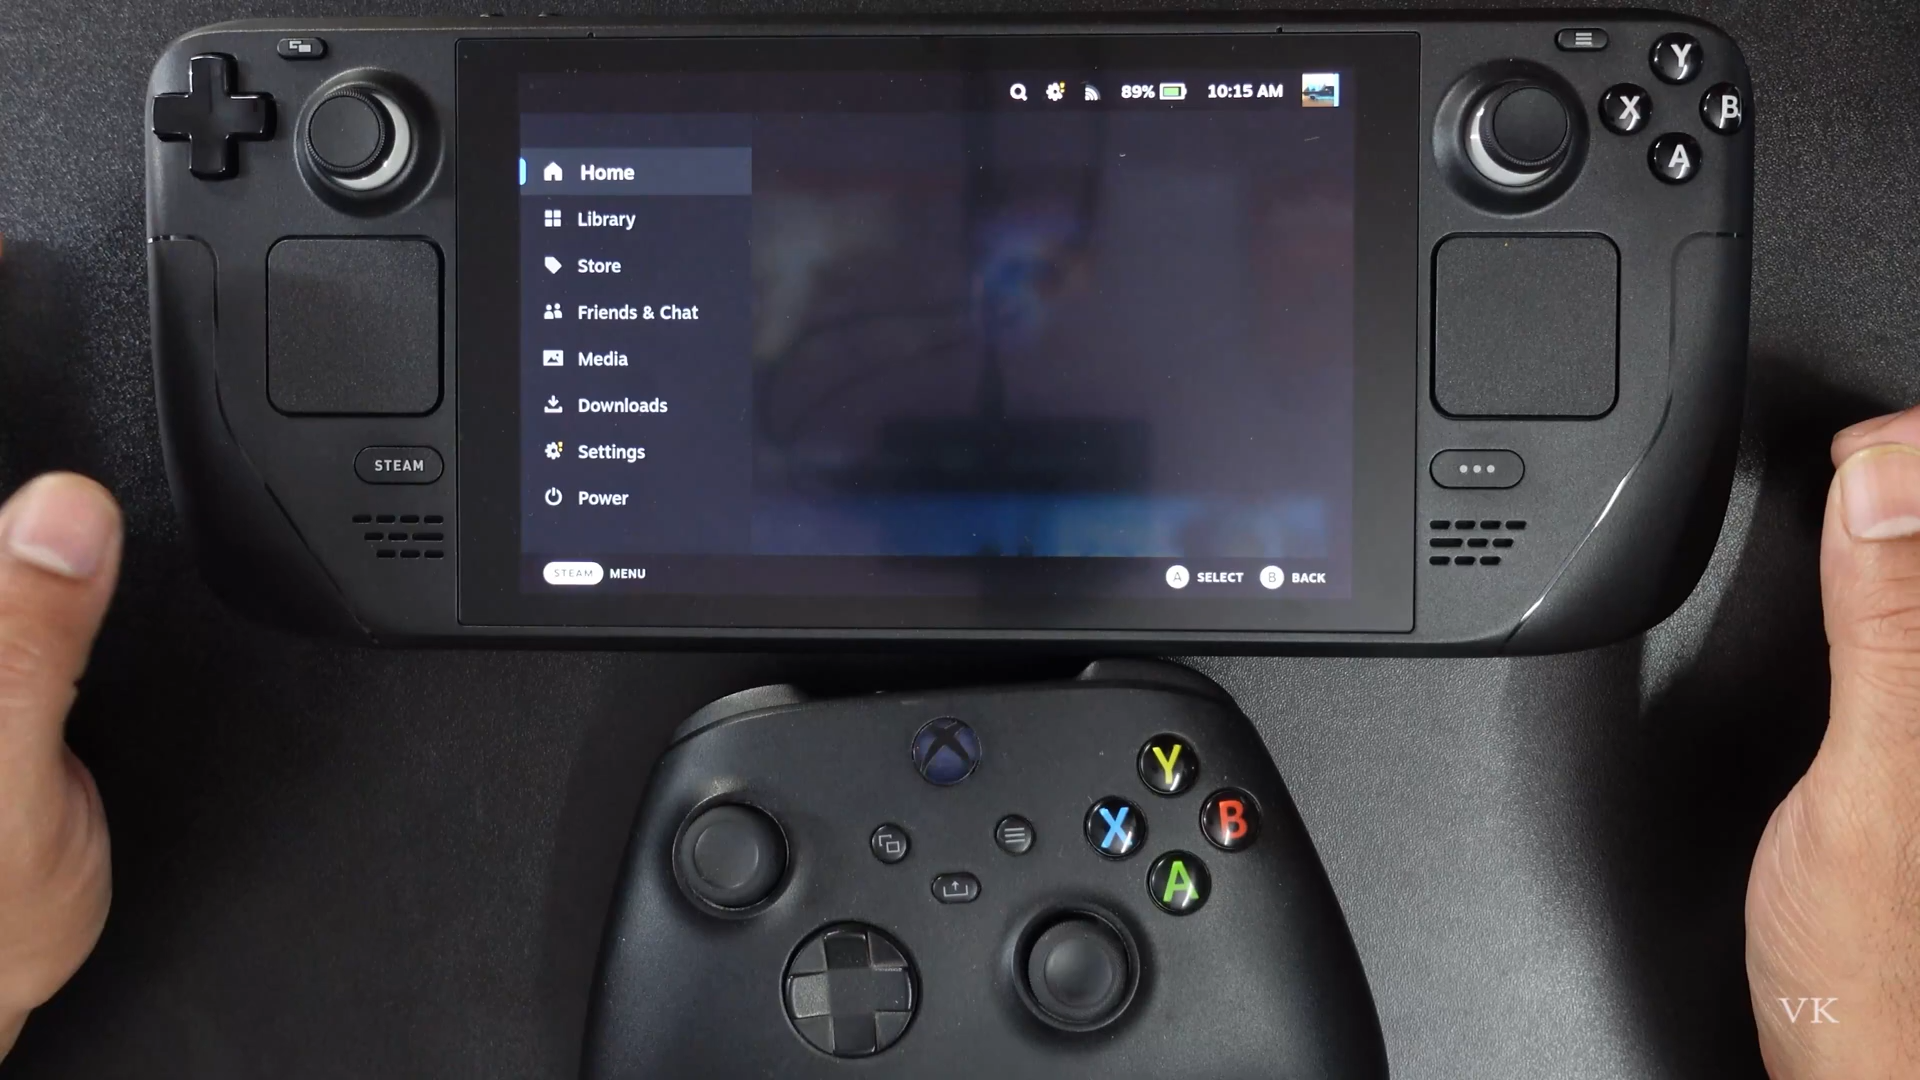 89% 10:15 AM
Home
Library
Store
Friends & Chat
Media
Downloads
Settings
Power
STEAM MENU
A SELECT B BACK
STEAM
Y
X
B
A
Y
X
B
A
VK